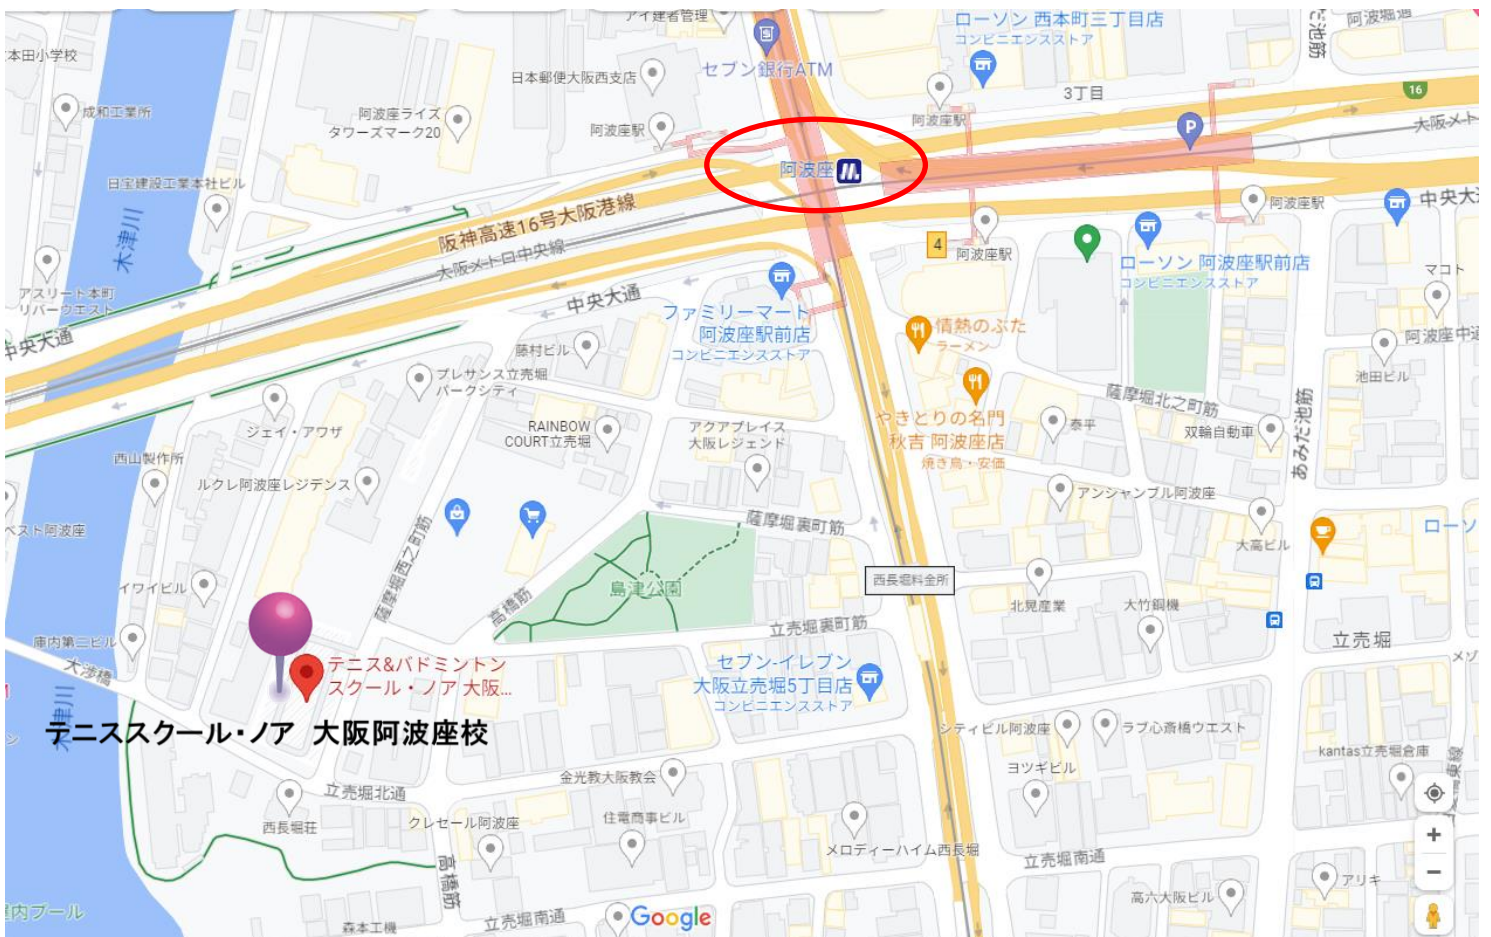 アイ建者管理
ローソン 西本町三丁目店
コンビニエンスストア
阿波堀通
本田小学校
セブン銀行ATM
日本郵便大阪西支店
3丁目
16
成和工業所
阿波座ライズ
タワーズマーク20
阿波座駅
阿波座駅
P
大阪メト
阿波座
日宝建設工業本社ビル
阪神高速16号大阪港線
大阪メトロ中央線
木津川
阿波座駅
中央大
4
阿波座駅
ローソン 阿波座駅前店
コンビニエンスストア
マコト
アスリート本町
リバーウエスト
中央大通
中央大通
ファミリーマート
阿波座駅前店
コンビニエンスストア
情熱のぶた
ラーメン
阿波座中通
藤村ビル
プレサンス立売堀
パークシティ
池田ビル
薩摩堀北之町筋
あみだ池筋
ジェイ・アワザ
RAINBOW
COURT立売堀
アクアプレイス
大阪レジェンド
やきとりの名門
秋吉 阿波座店
焼き鳥・安価
泰平
双輪自動車
西山製作所
ルクレ阿波座レジデンス
アンシャンブル阿波座
薩摩堀裏町筋
ベスト阿波座
薩摩堀西之町筋
大高ビル
ローソ
イワイビル
島津公園
高橋筋
西長堀料金所
北晃産業
大竹鋼機
立売堀裏町筋
庫内第二ビル
立売堀
大渉橋
テニス&バドミントン
スクール・ノア 大阪...
セブン-イレブン
大阪立売堀5丁目店
コンビニエンスストア
メゾ
木津川
テニススクール・ノア 大阪阿波座校
シティビル阿波座
ラブ心斎橋ウエスト
kantas立売堀倉庫
金光教大阪教会
ヨツギビル
立売堀北通
西長堀荘
クレセール阿波座
住電商事ビル
メロディーハイム西長堀
立売堀南通
高橋筋
アリキ
高六大阪ビル
内プール
森本工機
立売堀南通
Google